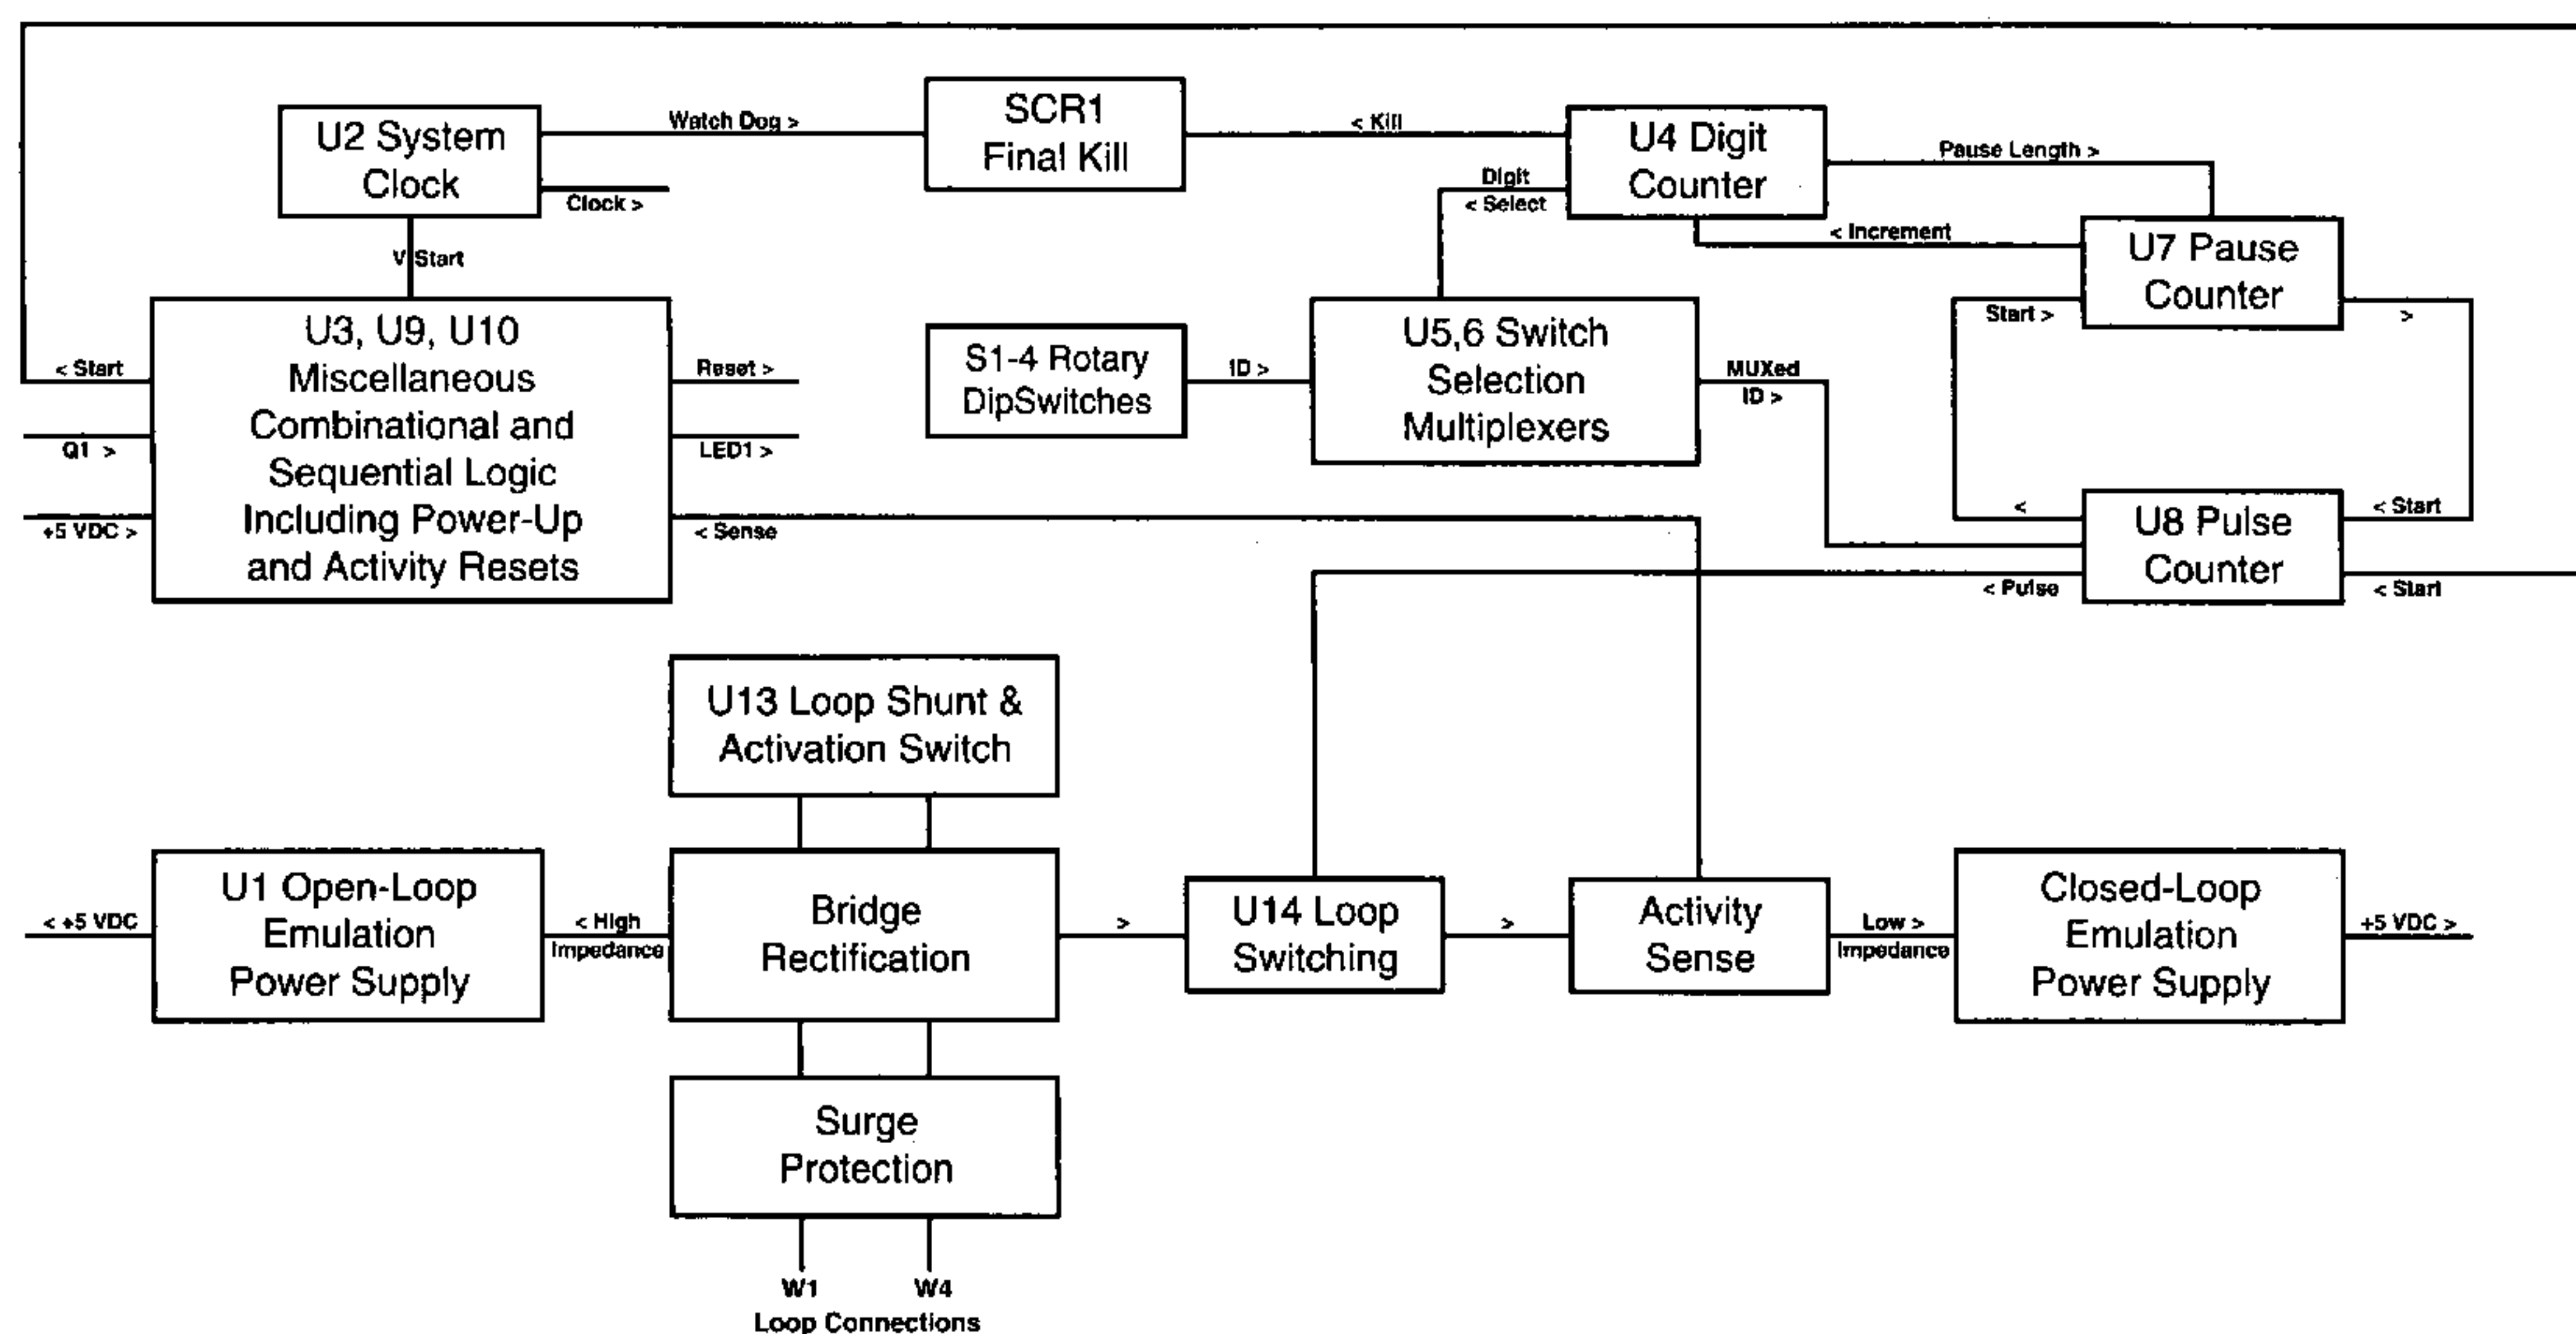 U2 System
Clock
Watch Dog >
Clock >
V Start
SCR1
Final Kill
< Kill
U4 Digit
Counter
Digit
< Select
Pause Length >
< Increment
U7 Pause
Counter
Start >
>
U3, U9, U10
Miscellaneous
Combinational and
Sequential Logic
Including Power-Up
and Activity Resets
< Start
Q1 >
+5 VDC >
Reset >
LED1 >
< Sense
S1-4 Rotary
DipSwitches
ID >
U5,6 Switch
Selection
Multiplexers
MUXed
ID >
<
U8 Pulse
Counter
< Start
< Pulse
< Start
U13 Loop Shunt &
Activation Switch
< +5 VDC
U1 Open-Loop
Emulation
Power Supply
< High
Impedance
Bridge
Rectification
>
U14 Loop
Switching
>
Activity
Sense
Low >
Impedance
Closed-Loop
Emulation
Power Supply
+5 VDC >
Surge
Protection
W1
W4
Loop Connections